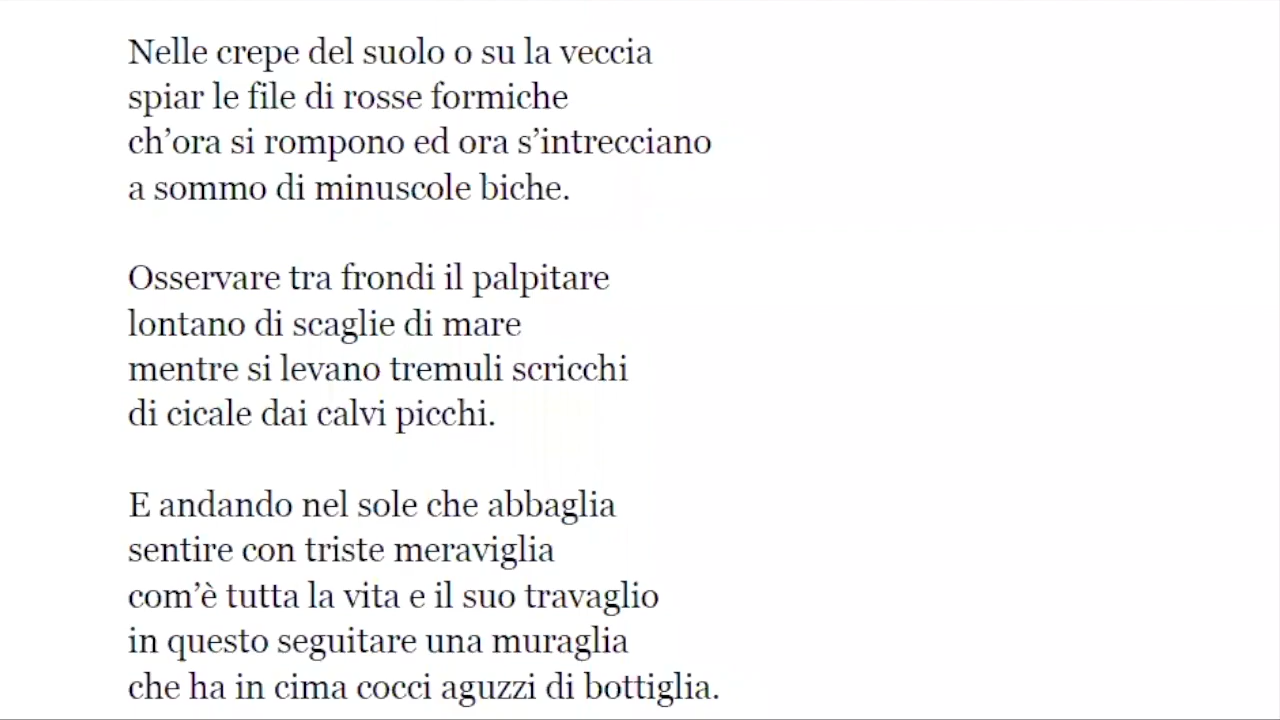 Nelle crepe del suolo o su la veccia
spiar le file di rosse formiche
ch’ora si rompono ed ora s’intrecciano
a sommo di minuscole biche.
Osservare tra frondi il palpitare
lontano di scaglie di mare
mentre si levano tremuli scricchi
di cicale dai calvi picchi.
E andando nel sole che abbaglia
sentire con triste meraviglia
com’è tutta la vita e il suo travaglio
in questo seguitare una muraglia
che ha in cima cocci aguzzi di bottiglia.